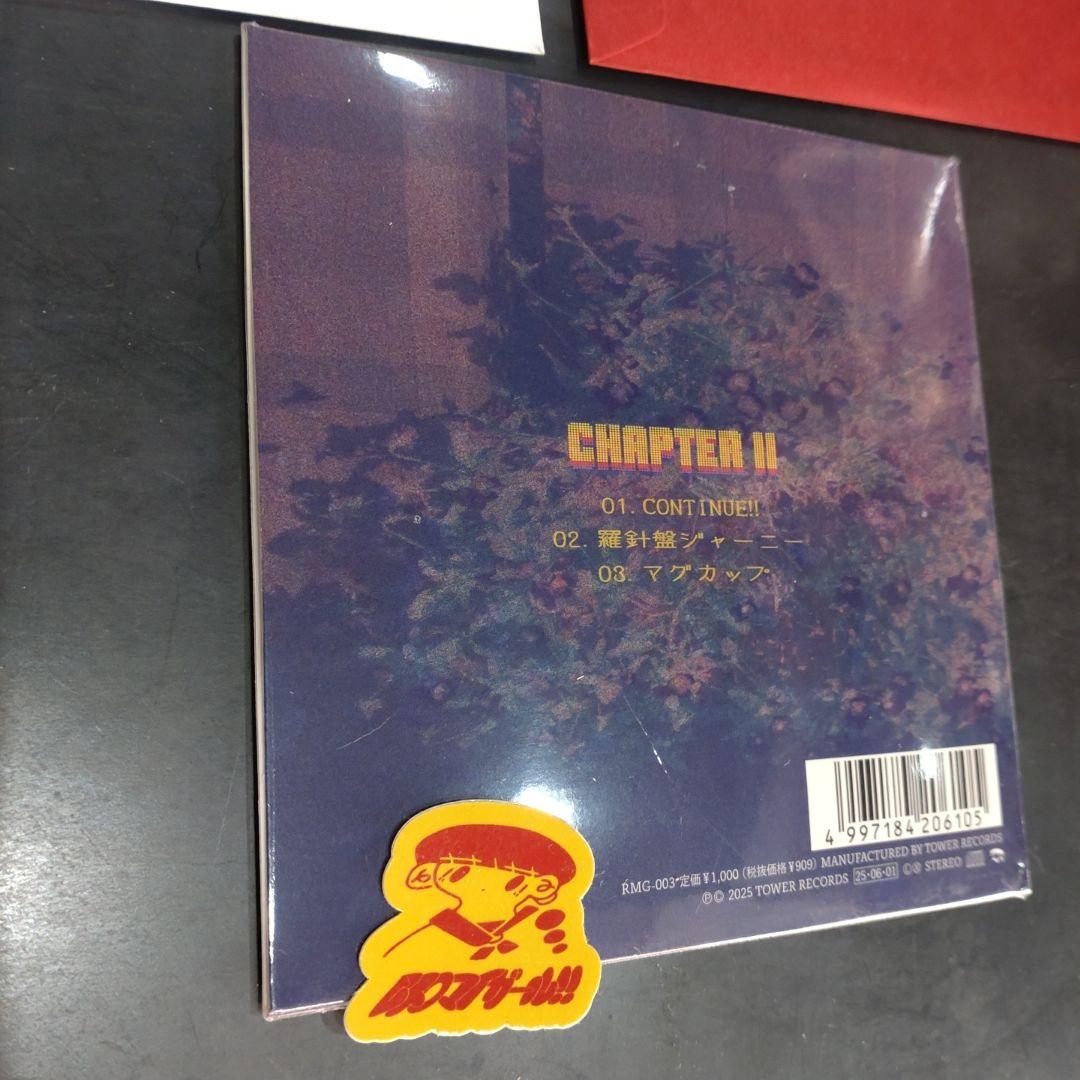 CHAPTER II
01. CONTINUE!!
02. 羅針盤ジャーニー
03. マグカップ
4 997184 206105
RMG-003 定価¥1,000 (税抜価格¥909) MANUFACTURED BY TOWER RECORDS
℗© 2025 TOWER RECORDS 25・06・01 STEREO